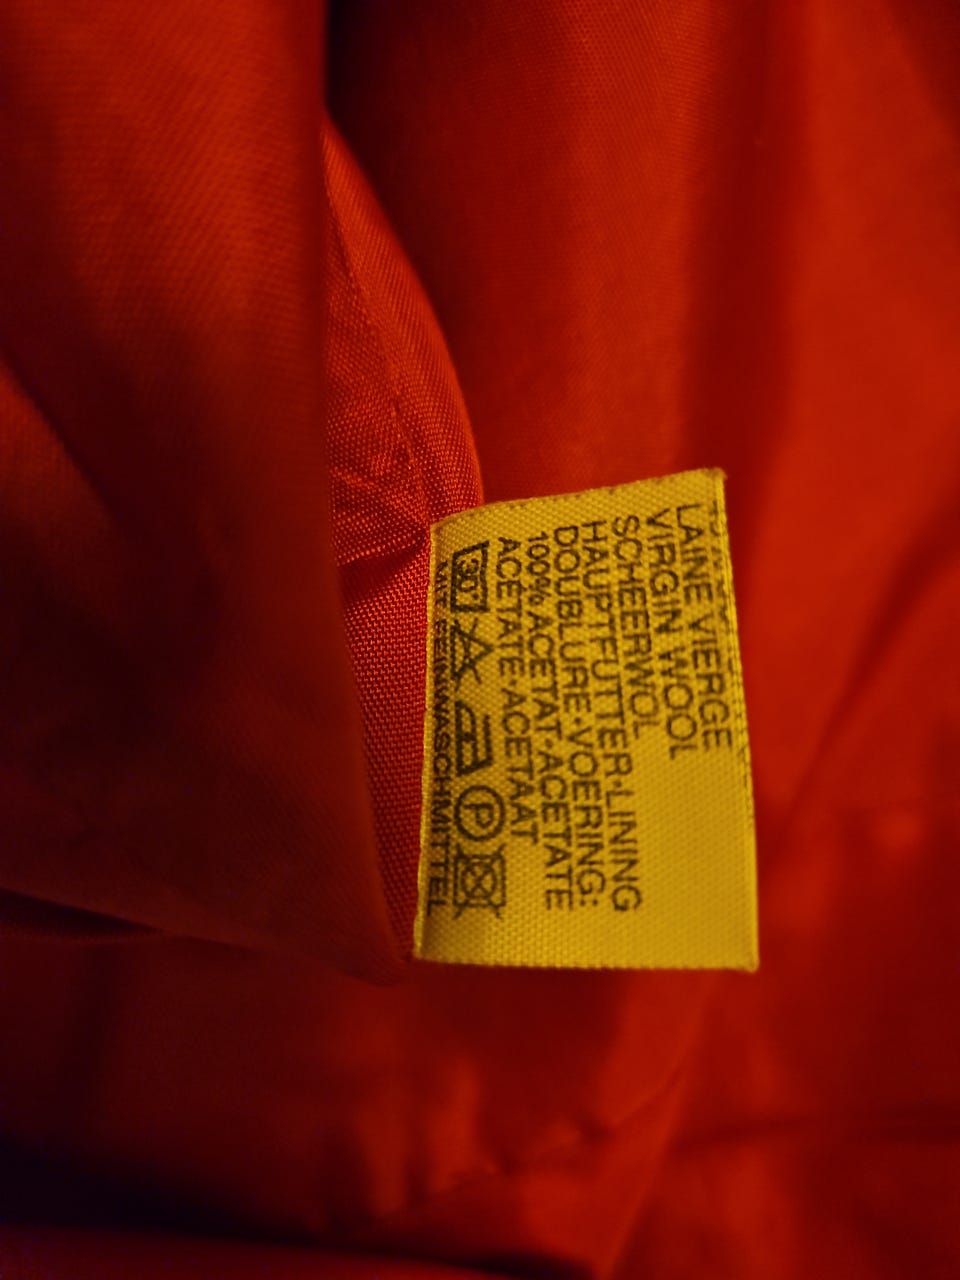 LAINE VIERGE
VIRGIN WOOL
SCHEERWOL
HAUPTFUTTER·LINING
DOUBLURE·VOERING:
100% ACETAT·ACETATE
ACETATE·ACETAAT
30° P
MIT FEINWASCHMITTEL